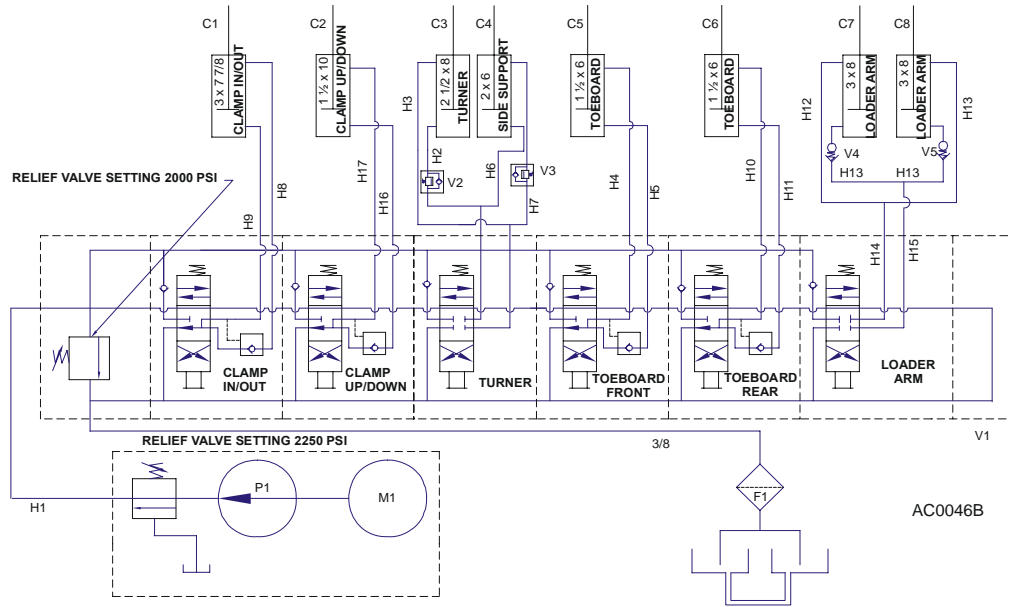 C1
C2
C3
C4
C5
C6
C7
C8
3 x 7 7/8
CLAMP IN/OUT
1 ½ x 10
CLAMP UP/DOWN
2 1/2 x 8
TURNER
2 x 6
SIDE SUPPORT
1 ½ x 6
TOEBOARD
1 ½ x 6
TOEBOARD
3 x 8
LOADER ARM
3 x 8
LOADER ARM
H3
H12
H13
H2
H6
V2
V3
V4
V5
H13
H13
RELIEF VALVE SETTING 2000 PSI
H9
H8
H17
H16
H7
H4
H5
H10
H11
H14
H15
CLAMP
IN/OUT
CLAMP
UP/DOWN
TURNER
TOEBOARD
FRONT
TOEBOARD
REAR
LOADER
ARM
V1
RELIEF VALVE SETTING 2250 PSI
3/8
H1
P1
M1
F1
AC0046B